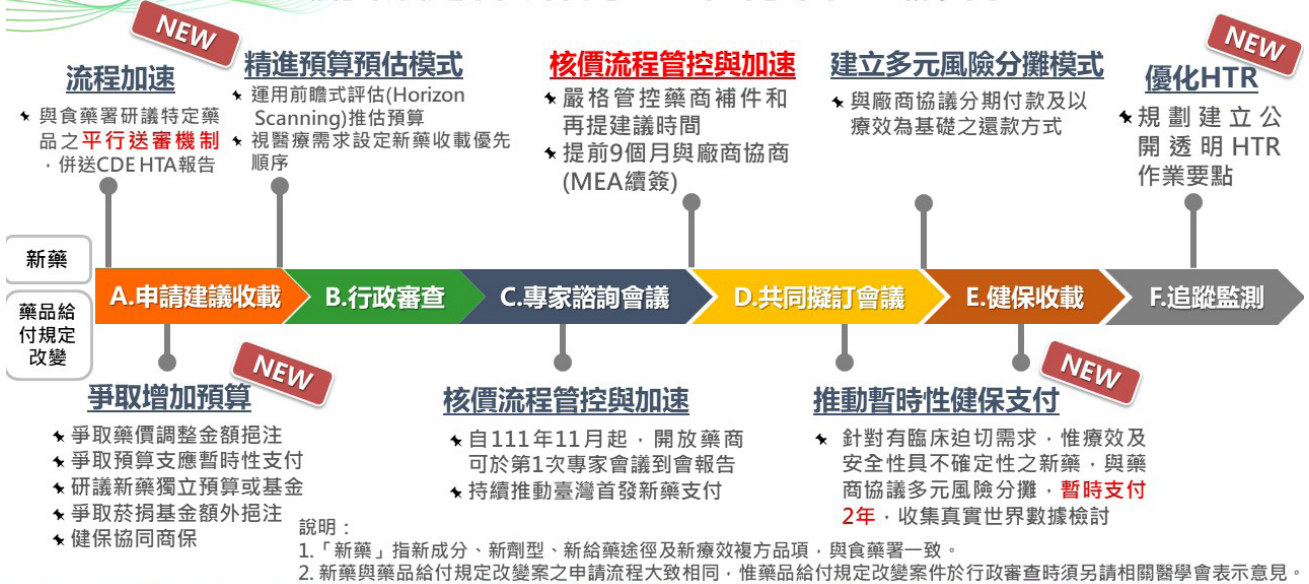 NEW
流程加速
與食藥署研議特定藥
品之平行送審機制
，併送CDE HTA報告
精進預算預估模式
運用前瞻式評估(Horizon
Scanning)推估預算
視醫療需求設定新藥收載優先
順序
核價流程管控與加速
嚴格管控藥商補件和
再提建議時間
提前9個月與廠商協商
(MEA續簽)
建立多元風險分攤模式
與廠商協議分期付款及以
療效為基礎之還款方式
NEW
優化HTR
規劃建立公
開透明HTR
作業要點
新藥
藥品給
付規定
改變
A.申請建議收載
B.行政審查
C.專家諮詢會議
D.共同擬訂會議
E.健保收載
F.追蹤監測
NEW
爭取增加預算
爭取藥價調整金額挹注
爭取預算支應暫時性支付
研議新藥獨立預算或基金
爭取菸捐基金額外挹注
健保協同商保
核價流程管控與加速
自111年11月起，開放藥商
可於第1次專家會議到會報告
持續推動臺灣首發新藥支付
NEW
推動暫時性健保支付
針對有臨床迫切需求，惟療效及
安全性具不確定性之新藥，與藥
商協議多元風險分攤，暫時支付
2年，收集真實世界數據檢討
說明：
1.「新藥」指新成分、新劑型、新給藥途徑及新療效複方品項，與食藥署一致。
2. 新藥與藥品給付規定改變案之申請流程大致相同，惟藥品給付規定改變案件於行政審查時須另請相關醫學會表示意見。